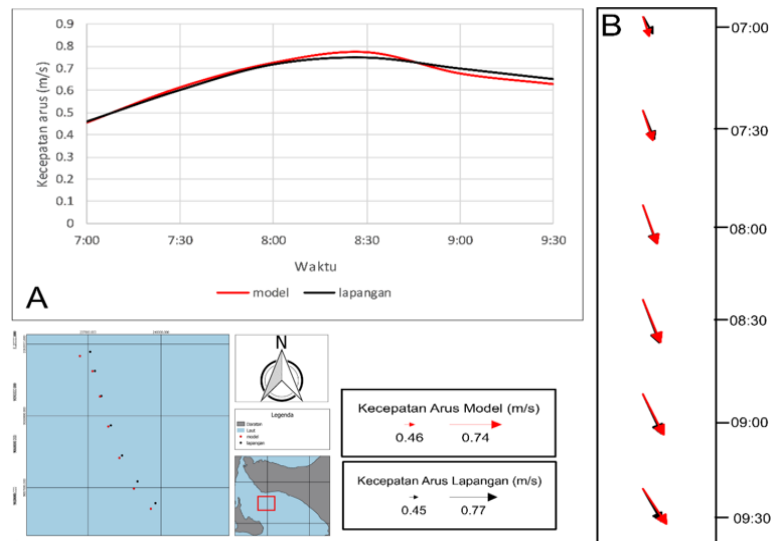 0.9
0.8
0.7
0.6
0.5
0.4
0.3
0.2
0.1
0
Kecepatan arus (m/s)
7:00 7:30 8:00 8:30 9:00 9:30
Waktu
model lapangan
A
N
Legenda
Daratan
Laut
model
lapangan
Kecepatan Arus Model (m/s)
0.46 0.74
Kecepatan Arus Lapangan (m/s)
0.45 0.77
B
07:00
07:30
08:00
08:30
09:00
09:30